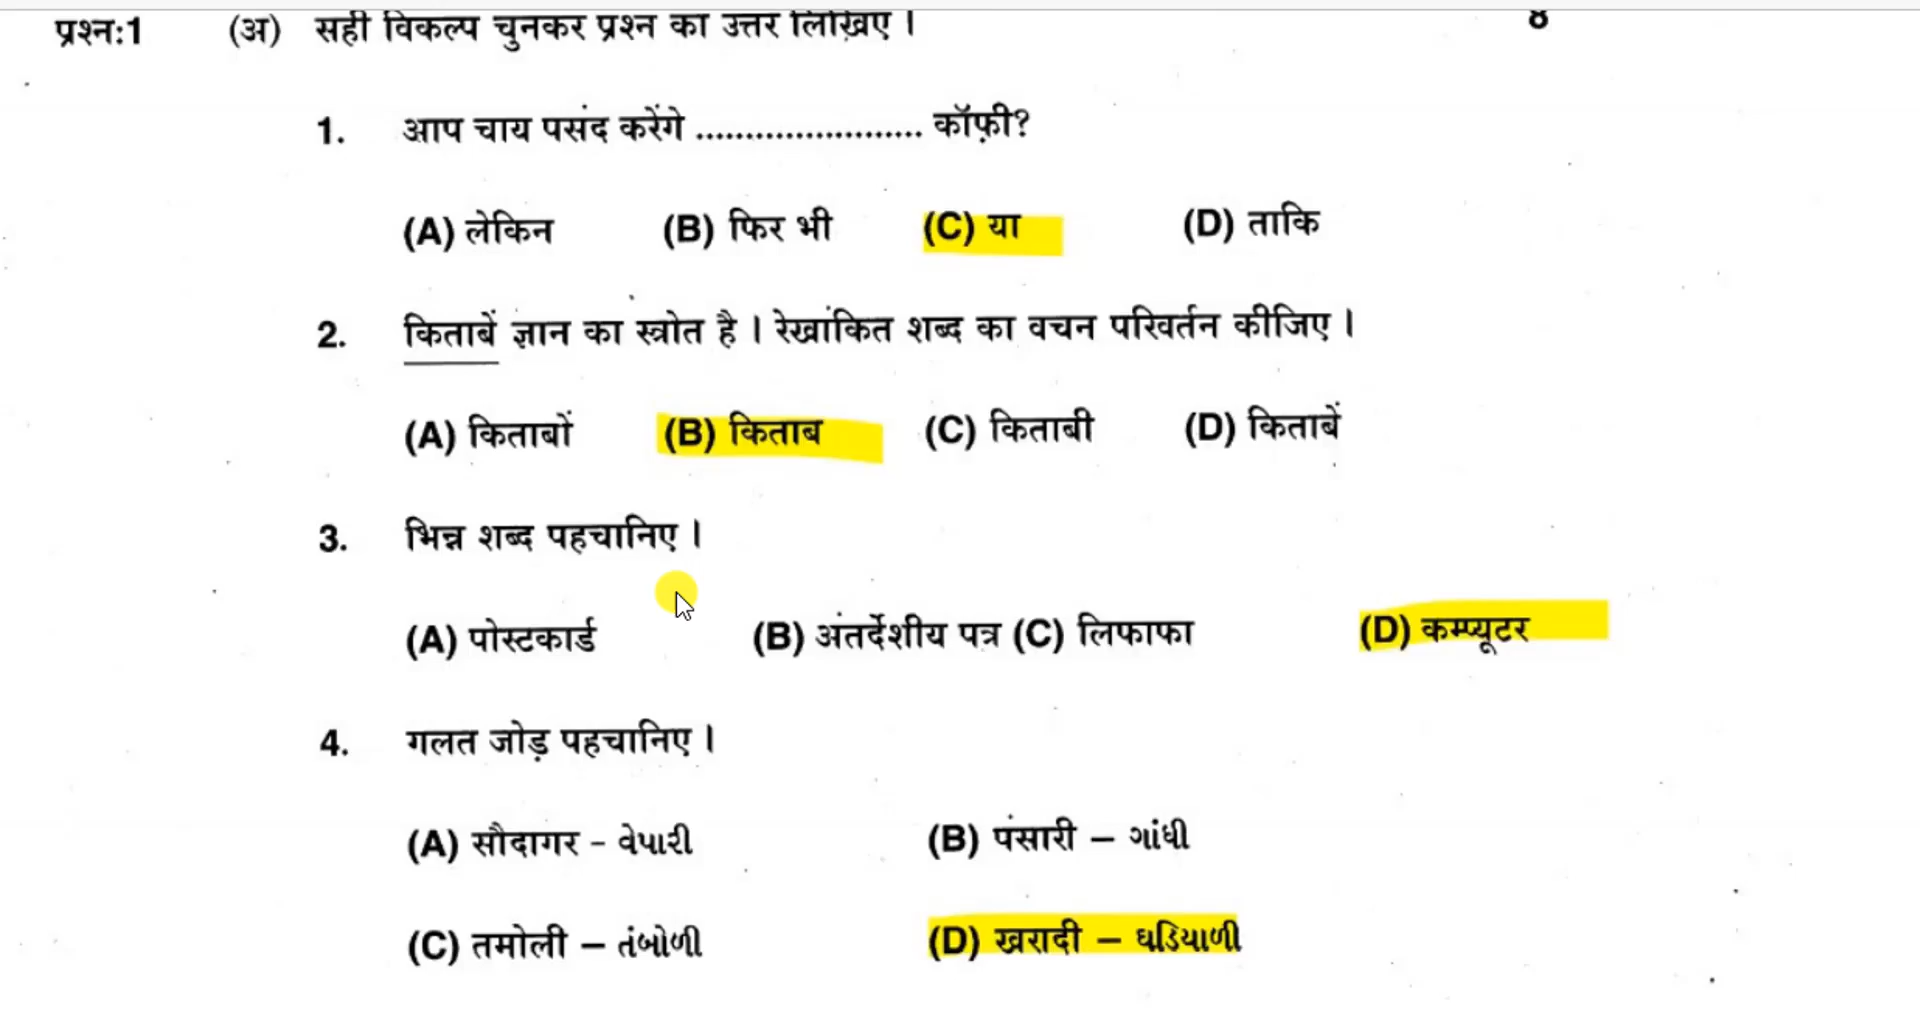 प्रश्न:1 (अ) सही विकल्प चुनकर प्रश्न का उत्तर लिखिए । 8
1. आप चाय पसंद करेंगे ....................... कॉफ़ी?
(A) लेकिन (B) फिर भी (C) या (D) ताकि
2. किताबें ज्ञान का स्त्रोत है । रेखांकित शब्द का वचन परिवर्तन कीजिए ।
(A) किताबों (B) किताब (C) किताबी (D) किताबें
3. भिन्न शब्द पहचानिए ।
(A) पोस्टकार्ड (B) अंतर्देशीय पत्र (C) लिफाफा (D) कम्प्यूटर
4. गलत जोड़ पहचानिए ।
(A) सौदागर - વેપારી (B) पंसारी – ગાંધી
(C) तमोली – તંબોળી (D) खरादी – ઘડિયાળી